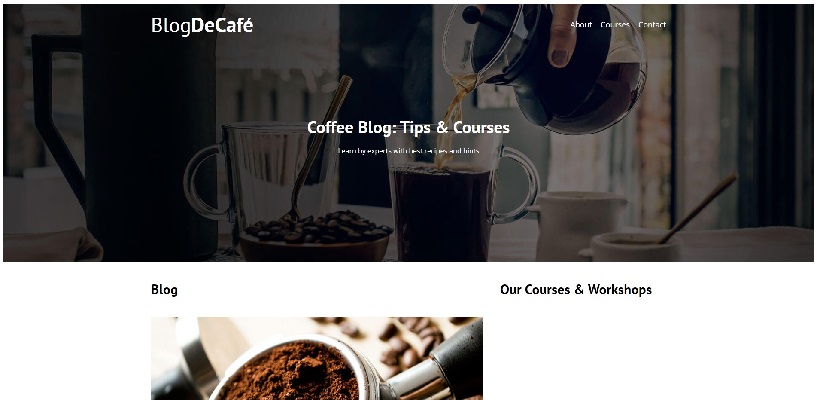 BlogDeCafé
About Courses Contact
Coffee Blog: Tips & Courses
Learn by experts with best recipes and hints
Blog
Our Courses & Workshops